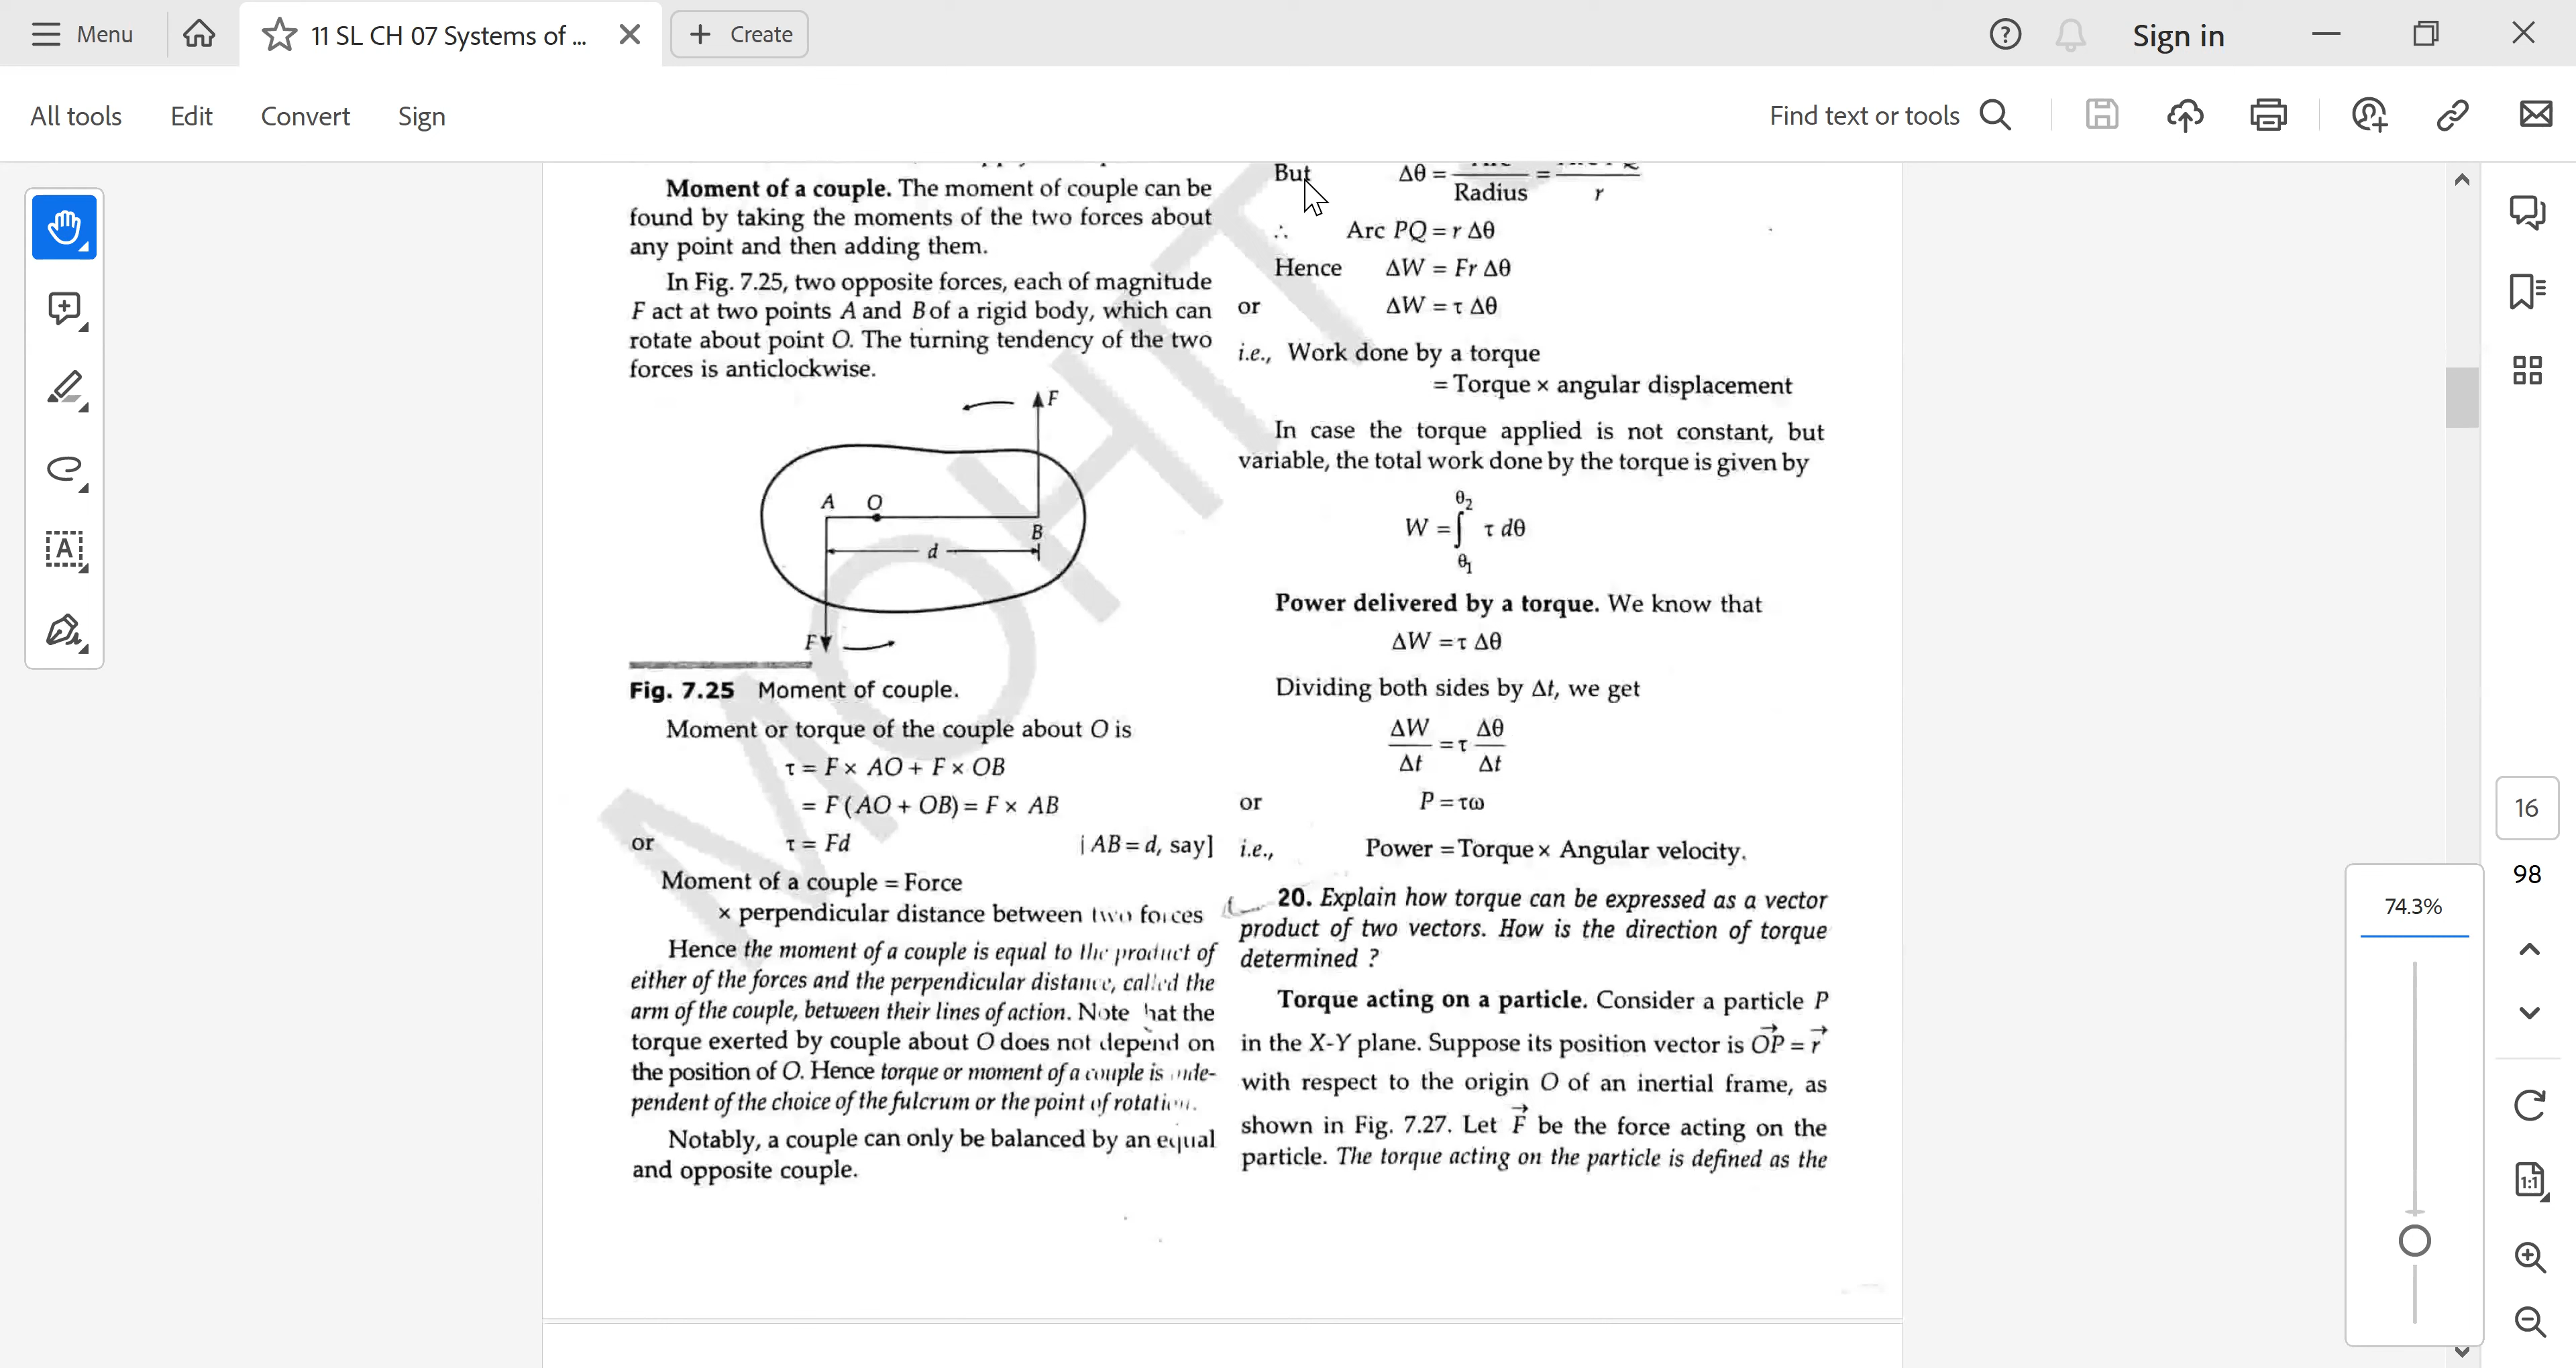 Menu
11 SL CH 07 Systems of ...
Create
Sign in
All tools
Edit
Convert
Sign
Find text or tools
Moment of a couple. The moment of couple can be
found by taking the moments of the two forces about
any point and then adding them.
In Fig. 7.25, two opposite forces, each of magnitude
F act at two points A and B of a rigid body, which can
rotate about point O. The turning tendency of the two
forces is anticlockwise.
F
A O
B
d
F
Fig. 7.25 Moment of couple.
Moment or torque of the couple about O is
τ = F × AO + F × OB
= F (AO + OB) = F × AB
or τ = Fd [AB = d, say]
Moment of a couple = Force
× perpendicular distance between two forces
Hence the moment of a couple is equal to the product of
either of the forces and the perpendicular distance, called the
arm of the couple, between their lines of action. Note that the
torque exerted by couple about O does not depend on
the position of O. Hence torque or moment of a couple is inde-
pendent of the choice of the fulcrum or the point of rotation.
Notably, a couple can only be balanced by an equal
and opposite couple.
But Δθ = / Radius = / r
∴ Arc PQ = r Δθ
Hence ΔW = Fr Δθ
or ΔW = τ Δθ
i.e., Work done by a torque
= Torque × angular displacement
In case the torque applied is not constant, but
variable, the total work done by the torque is given by
θ2
W = ∫ τ dθ
θ1
Power delivered by a torque. We know that
ΔW = τ Δθ
Dividing both sides by Δt, we get
ΔW/Δt = τ Δθ/Δt
or P = τω
i.e., Power = Torque × Angular velocity.
20. Explain how torque can be expressed as a vector
product of two vectors. How is the direction of torque
determined ?
Torque acting on a particle. Consider a particle P
in the X-Y plane. Suppose its position vector is OP⃗ = r⃗
with respect to the origin O of an inertial frame, as
shown in Fig. 7.27. Let F⃗ be the force acting on the
particle. The torque acting on the particle is defined as the
MOHIT
16
98
74.3%
1:1